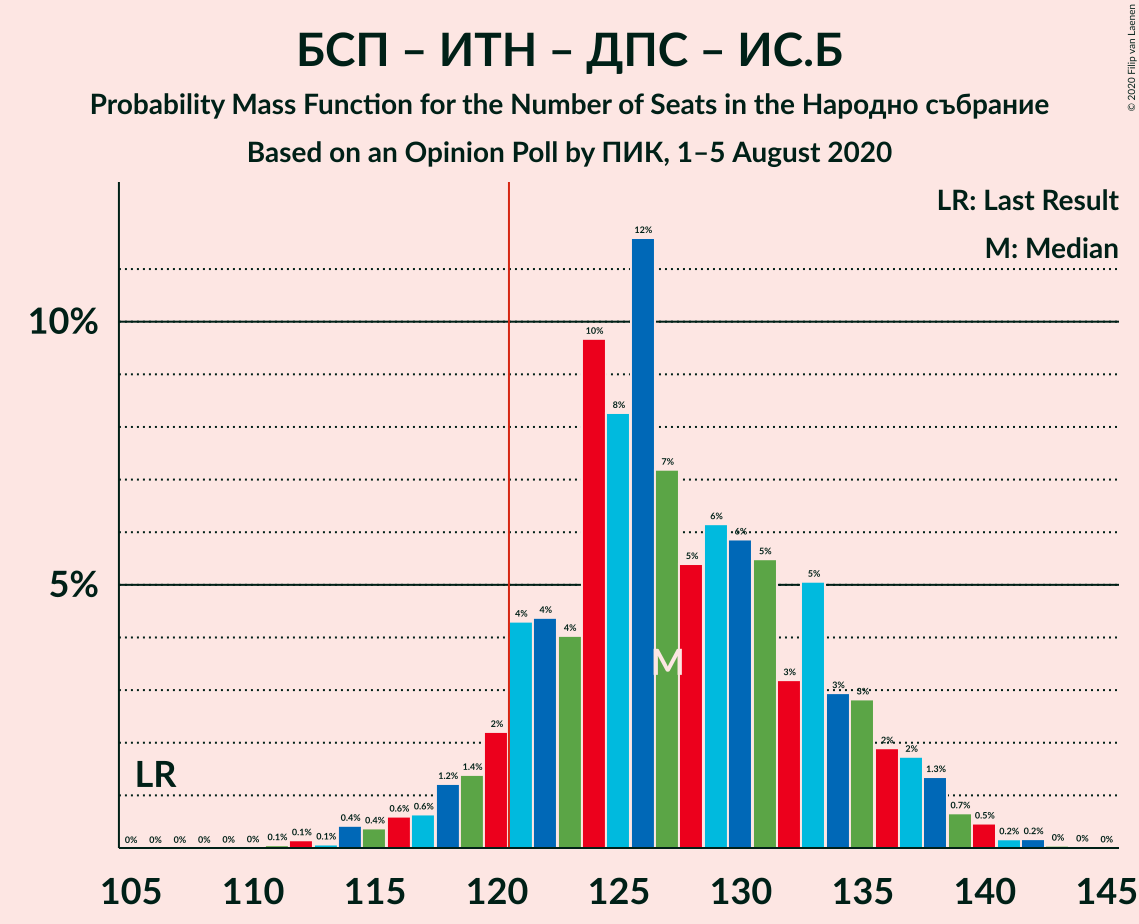 БСП – ИТН – ДПС – ИС.Б
Probability Mass Function for the Number of Seats in the Народно събрание
Based on an Opinion Poll by ПИК, 1–5 August 2020
© 2020 Filip van Laenen
LR: Last Result
M: Median
10%
5%
12%
10%
8%
7%
6% 6%
5% 5% 5%
4% 4% 4%
M
3% 3% 3%
2% 2% 2%
LR
1.2% 1.4% 1.3%
0% 0% 0% 0% 0% 0% 0.1% 0.1% 0.1% 0.4% 0.4% 0.6% 0.6% 0.7% 0.5% 0.2% 0.2% 0% 0% 0%
105 110 115 120 125 130 135 140 145